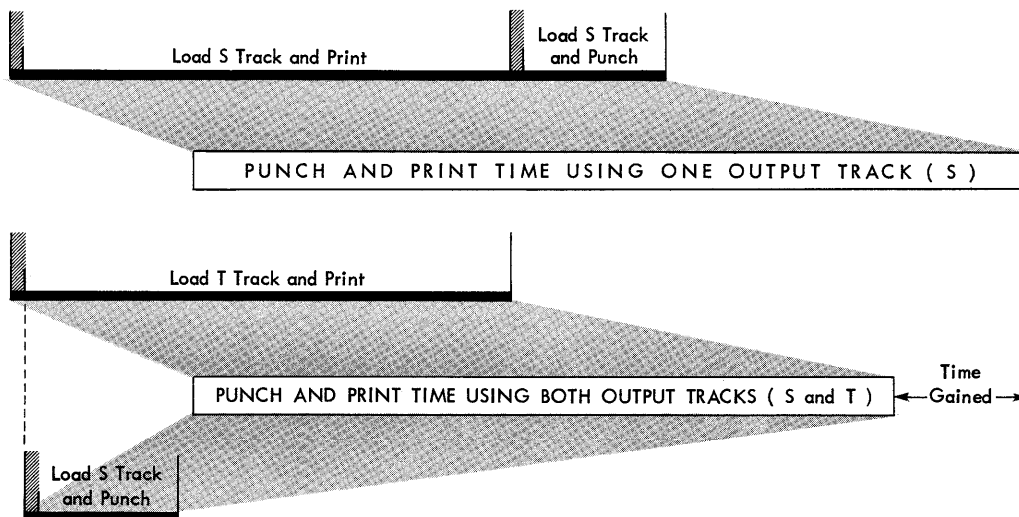 Load S Track and Print
Load S Track
and Punch
PUNCH AND PRINT TIME USING ONE OUTPUT TRACK ( S )
Load T Track and Print
PUNCH AND PRINT TIME USING BOTH OUTPUT TRACKS ( S and T )
Time
Gained
Load S Track
and Punch